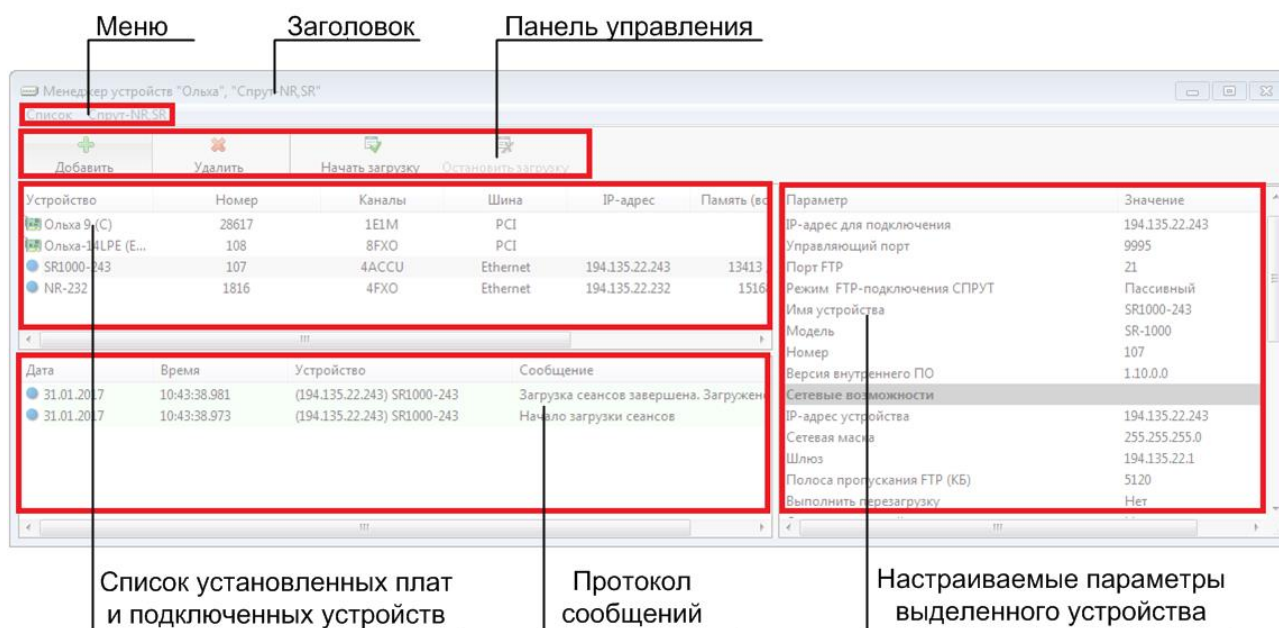 Меню Заголовок Панель управления
Менеджер устройств "Ольха", "Спрут-NR,SR"
Список Спрут-NR,SR
Добавить Удалить Начать загрузку Остановить загрузку
Устройство Номер Каналы Шина IP-адрес Память (вс
Ольха 9 (C) 28617 1E1M PCI
Ольха-14LPE (E... 108 8FXO PCI
SR1000-243 107 4ACCU Ethernet 194.135.22.243 13413
NR-232 1816 4FXO Ethernet 194.135.22.232 1516
Дата Время Устройство Сообщение
31.01.2017 10:43:38.981 (194.135.22.243) SR1000-243 Загрузка сеансов завершена. Загружено
31.01.2017 10:43:38.973 (194.135.22.243) SR1000-243 Начало загрузки сеансов
Параметр Значение
IP-адрес для подключения 194.135.22.243
Управляющий порт 9995
Порт FTP 21
Режим FTP-подключения СПРУТ Пассивный
Имя устройства SR1000-243
Модель SR-1000
Номер 107
Версия внутреннего ПО 1.10.0.0
Сетевые возможности
IP-адрес устройства 194.135.22.243
Сетевая маска 255.255.255.0
Шлюз 194.135.22.1
Полоса пропускания FTP (КБ) 5120
Выполнить перезагрузку Нет
Список установленных плат
и подключенных устройств
Протокол
сообщений
Настраиваемые параметры
выделенного устройства